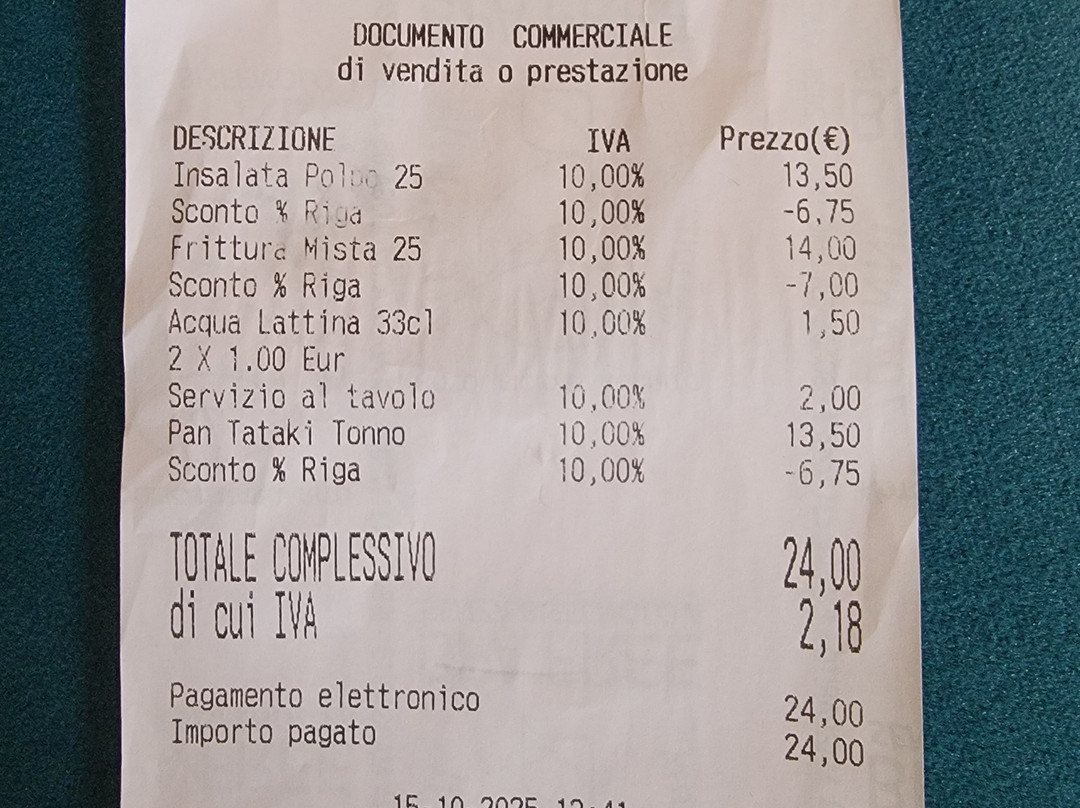 DOCUMENTO COMMERCIALE
di vendita o prestazione
DESCRIZIONE IVA Prezzo(€)
Insalata Polpo 25 10,00% 13,50
Sconto % Riga 10,00% -6,75
Frittura Mista 25 10,00% 14,00
Sconto % Riga 10,00% -7,00
Acqua Lattina 33cl 10,00% 1,50
2 X 1.00 Eur
Servizio al tavolo 10,00% 2,00
Pan Tataki Tonno 10,00% 13,50
Sconto % Riga 10,00% -6,75
TOTALE COMPLESSIVO 24,00
di cui IVA 2,18
Pagamento elettronico 24,00
Importo pagato 24,00
15-10-2025